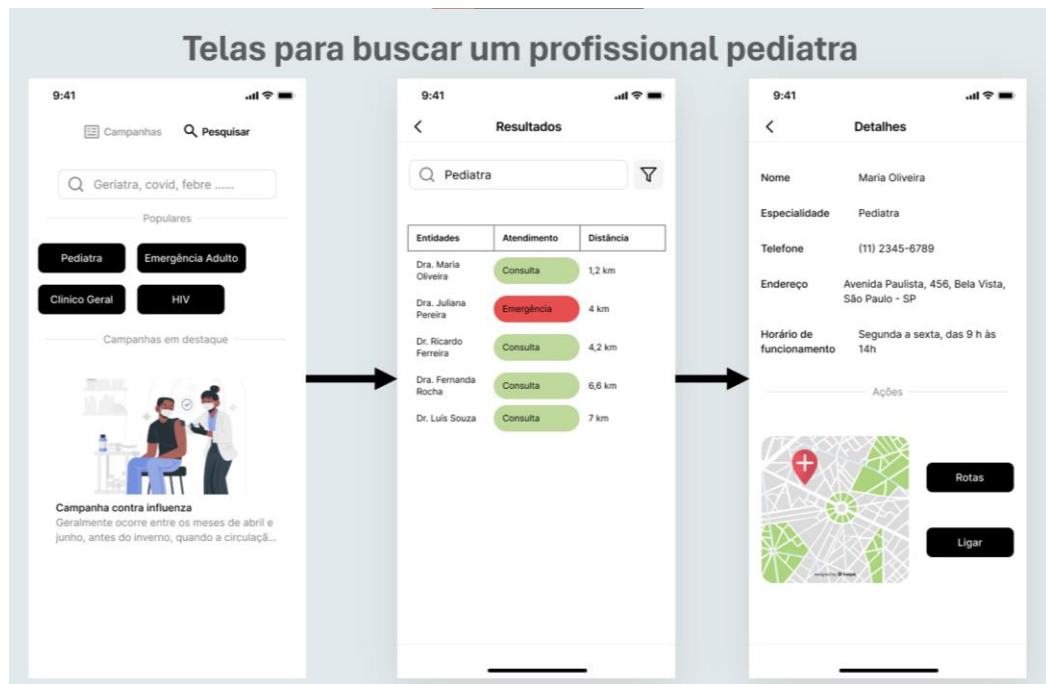 Telas para buscar um profissional pediatra
9:41
Campanhas
Pesquisar
Geriatra, covid, febre ......
Populares
Pediatra
Emergência Adulto
Clinico Geral
HIV
Campanhas em destaque
Campanha contra influenza
Geralmente ocorre entre os meses de abril e
junho, antes do inverno, quando a circulaçã...
9:41
Resultados
Pediatra
Entidades Atendimento Distância
Dra. Maria
Oliveira
Consulta
1,2 km
Dra. Juliana
Pereira
Emergência
4 km
Dr. Ricardo
Ferreira
Consulta
4,2 km
Dra. Fernanda
Rocha
Consulta
6,6 km
Dr. Luís Souza
Consulta
7 km
9:41
Detalhes
Nome Maria Oliveira
Especialidade Pediatra
Telefone (11) 2345-6789
Endereço Avenida Paulista, 456, Bela Vista,
São Paulo - SP
Horário de
funcionamento
Segunda a sexta, das 9 h às
14h
Ações
Rotas
Ligar